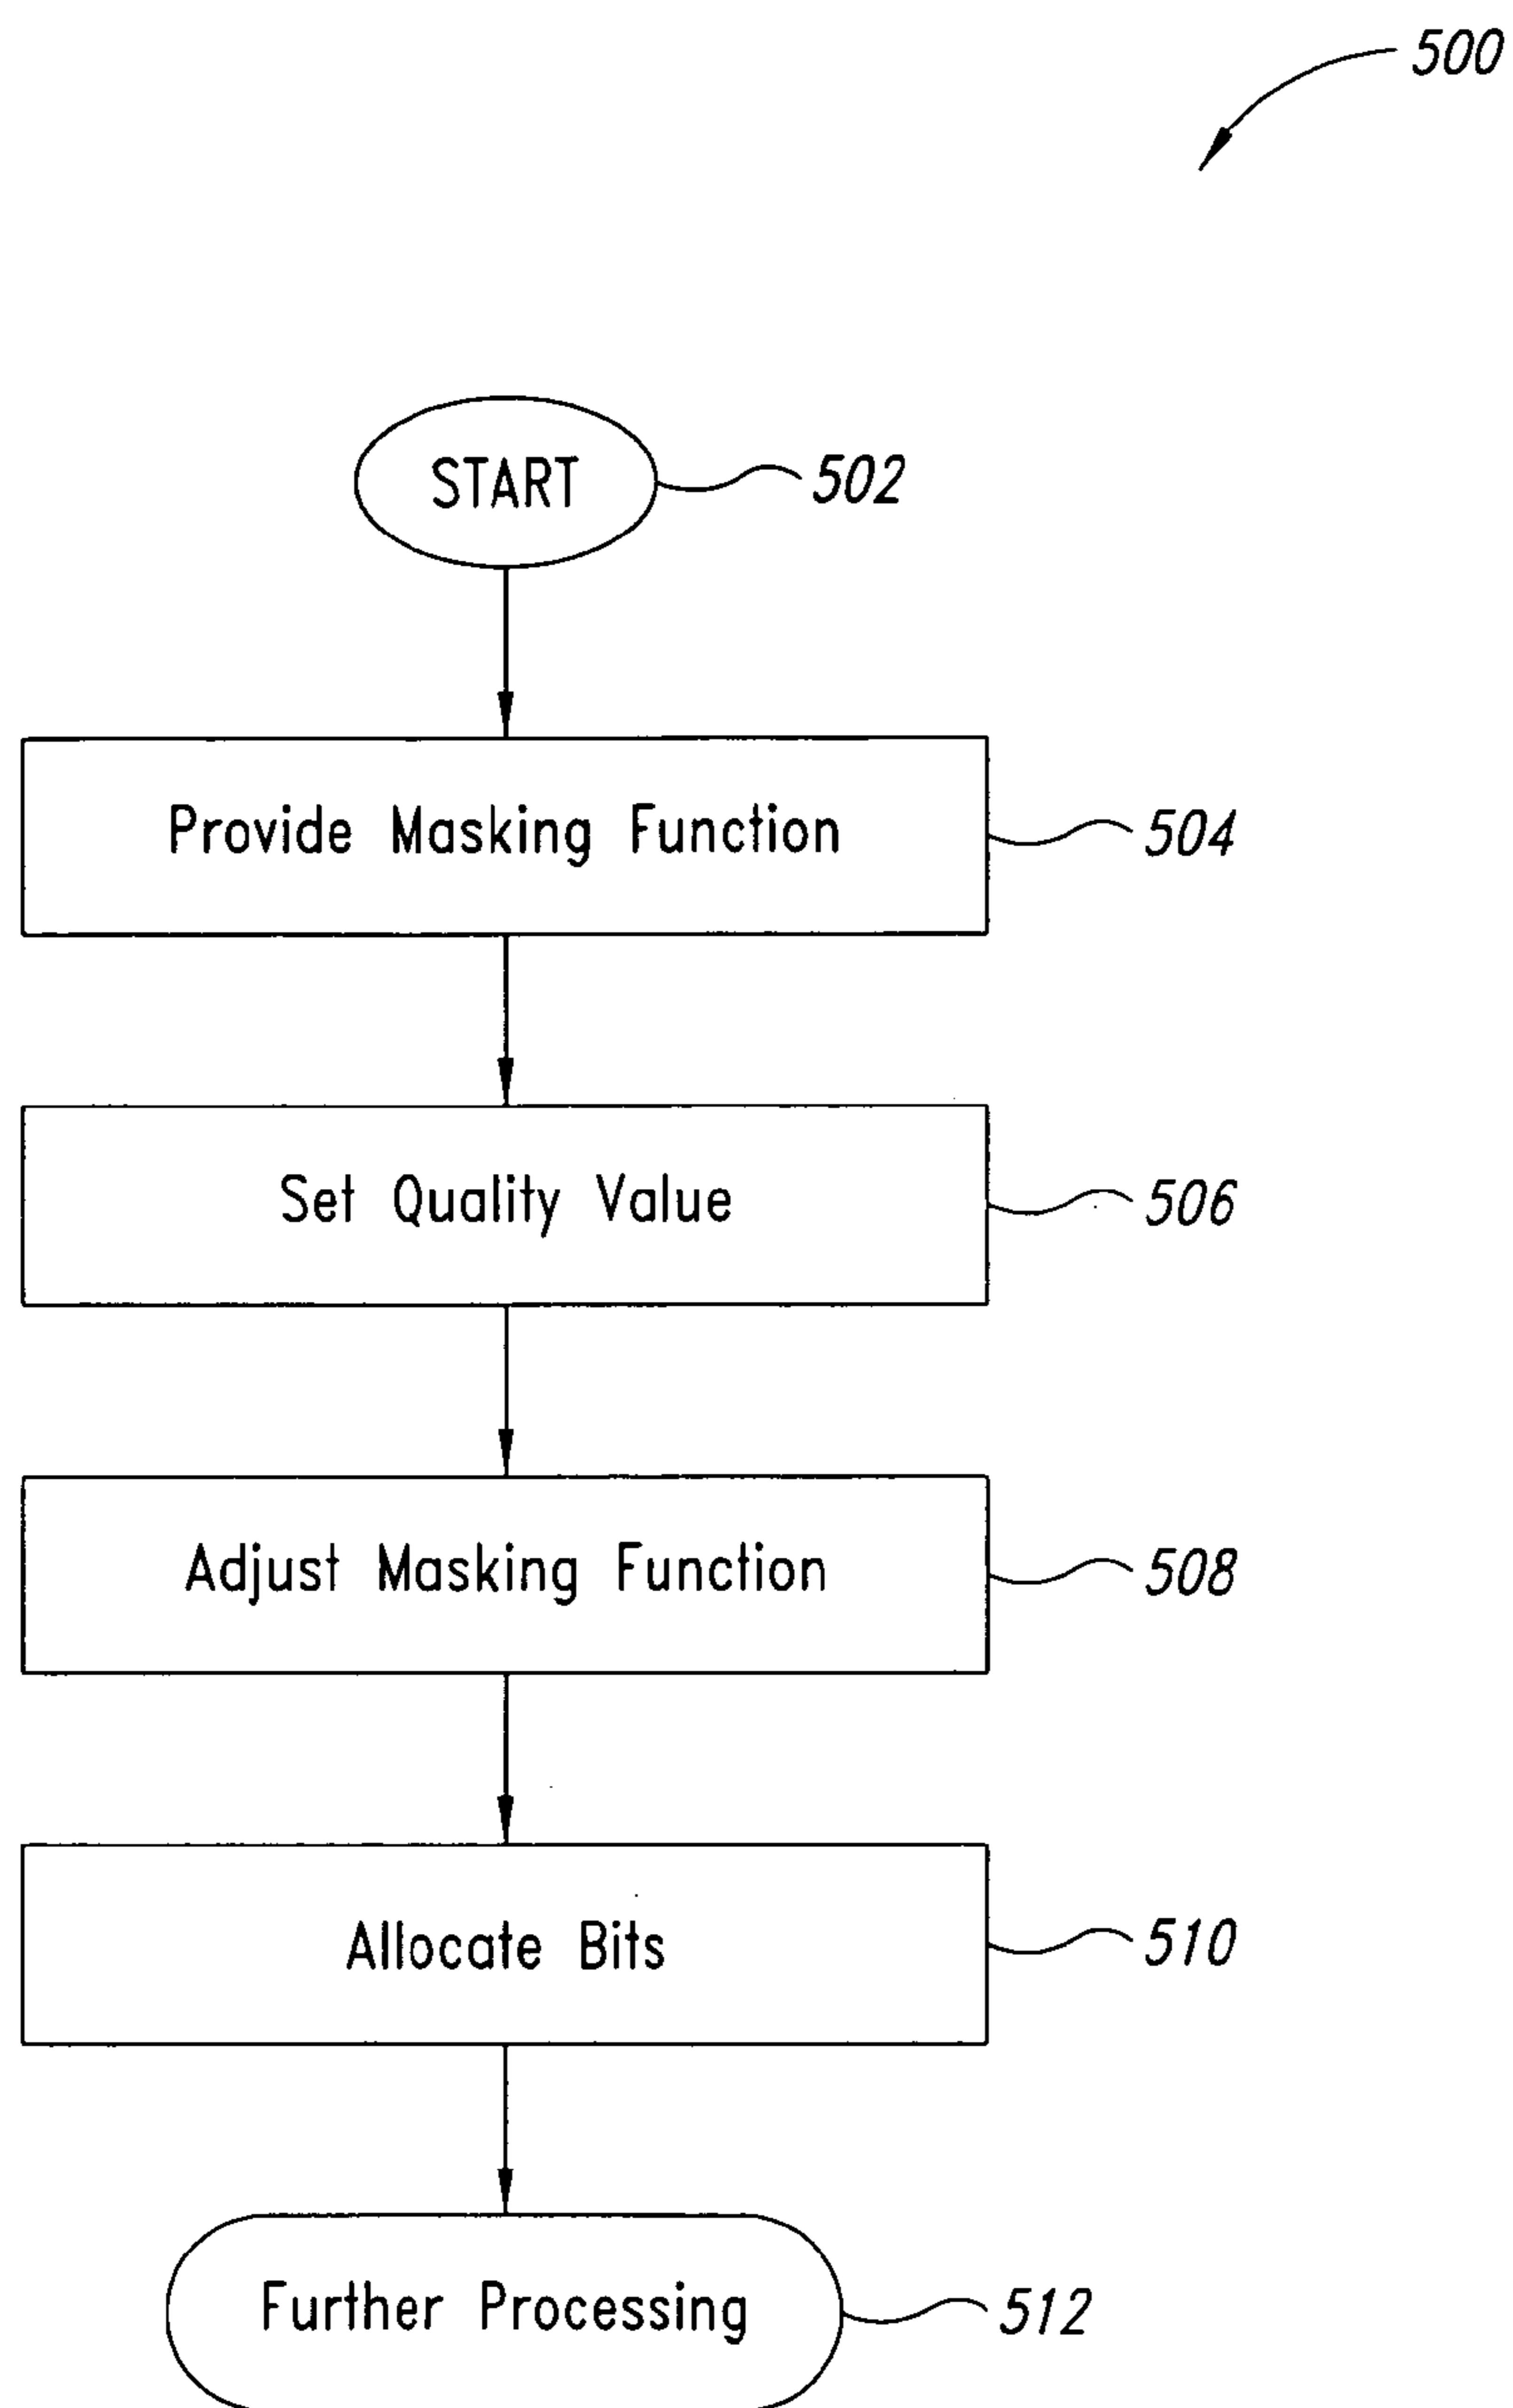 500
START
502
Provide Masking Function
504
Set Quality Value
506
Adjust Masking Function
508
Allocate Bits
510
Further Processing
512